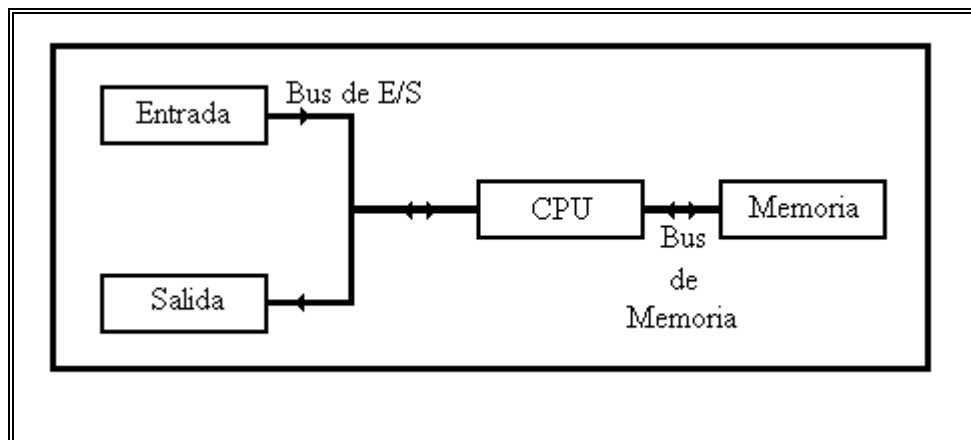 Bus de E/S
Entrada
CPU
Memoria
Bus
de
Memoria
Salida